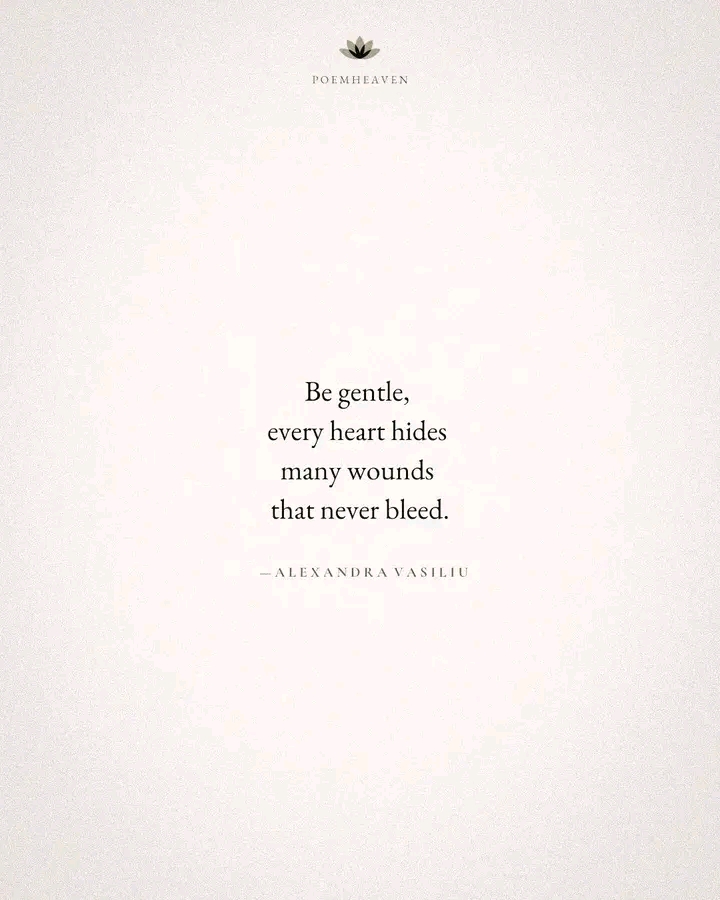 POEMHEAVEN
Be gentle,
every heart hides
many wounds
that never bleed.
—ALEXANDRA VASILIU